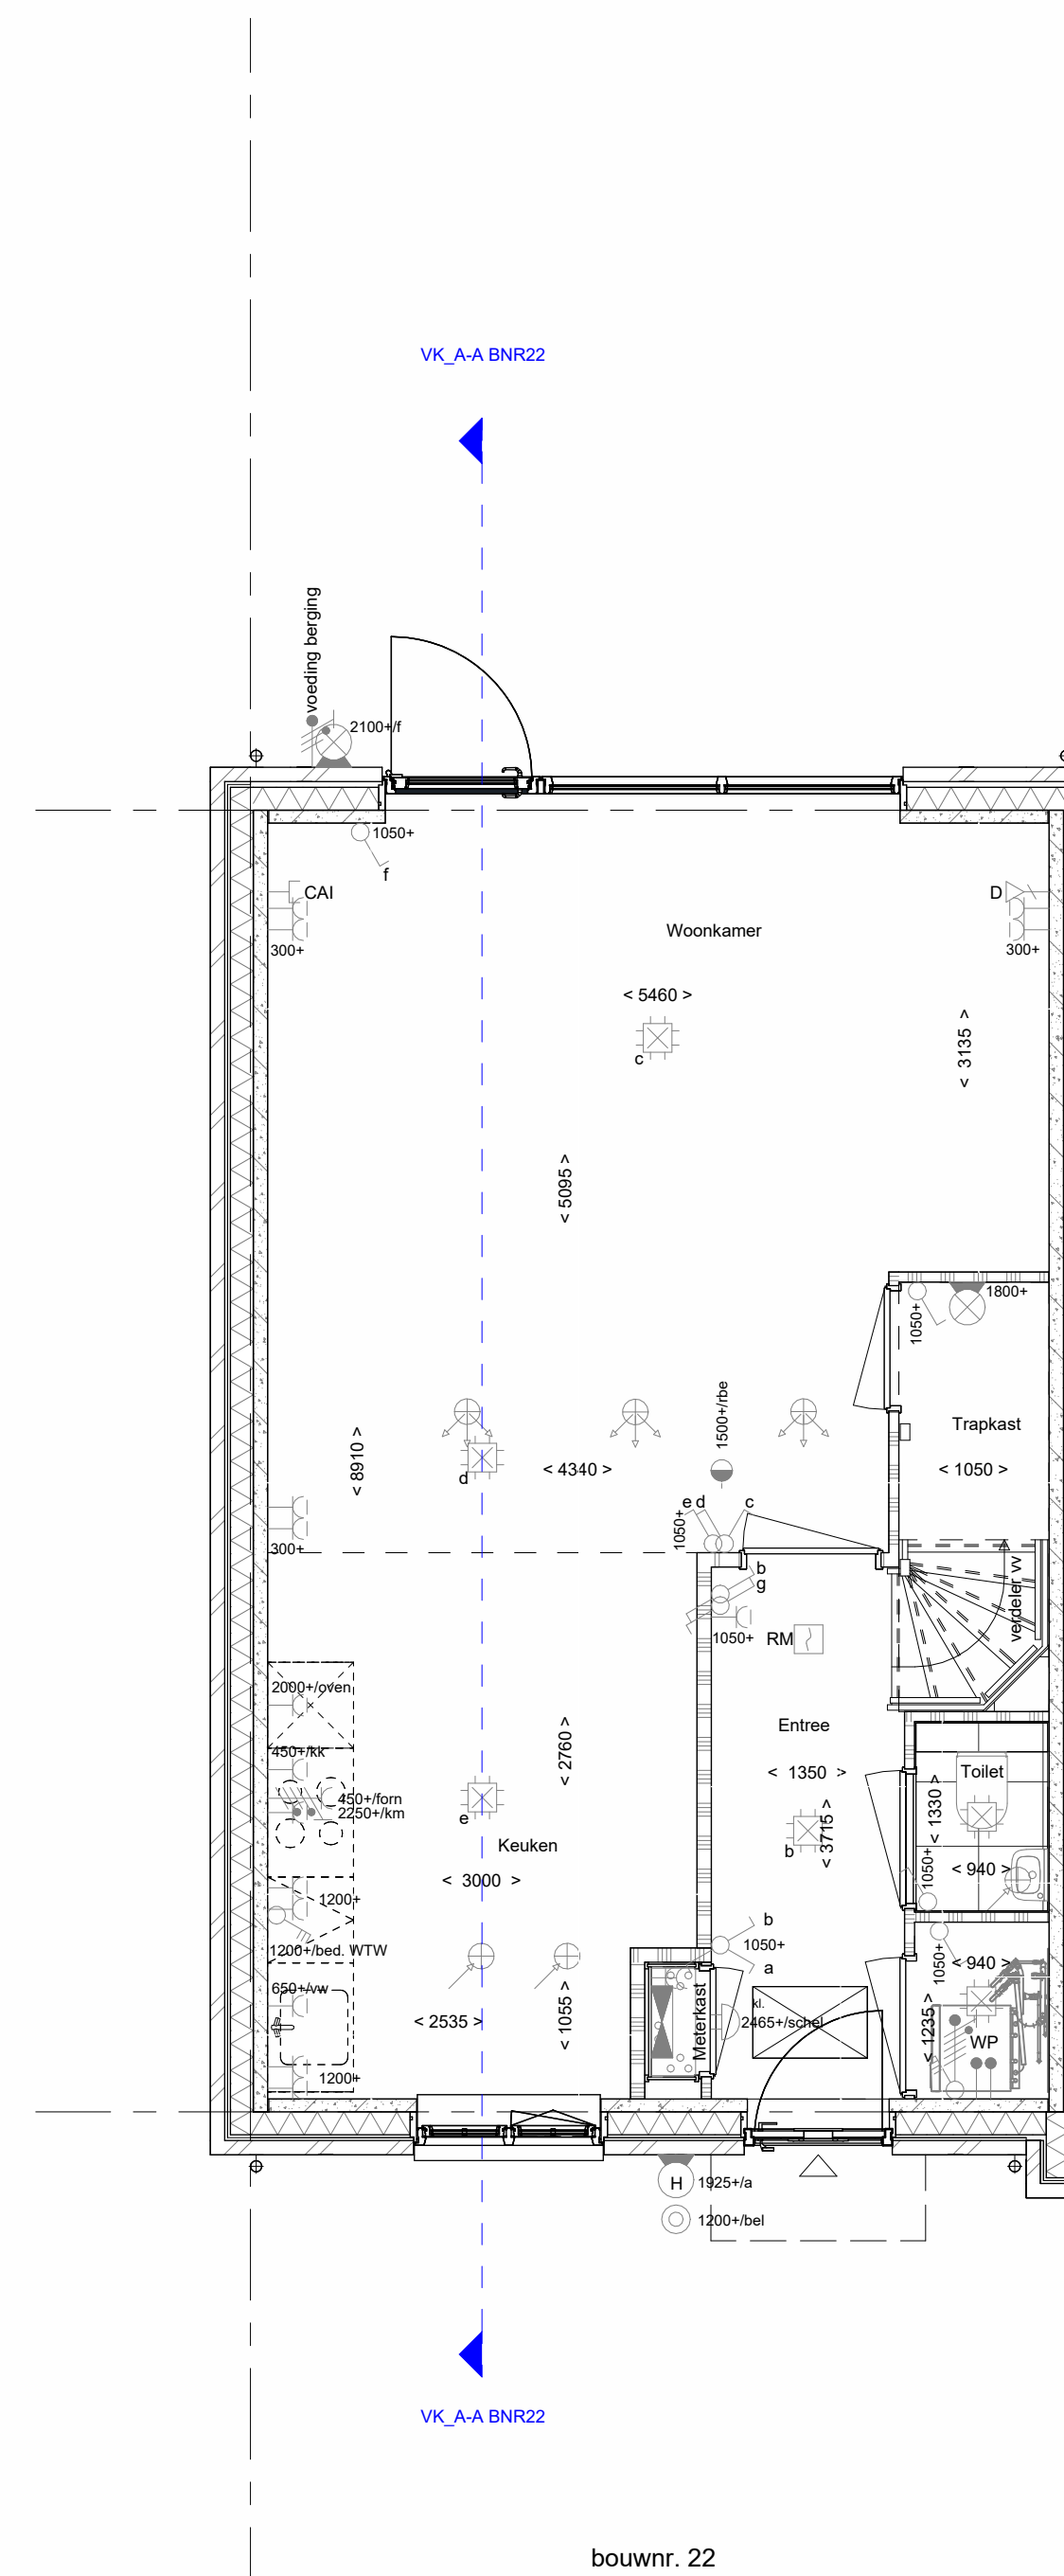 VK_A-A BNR22
voeding berging
2100+/f
1050+
f
CAI
300+
D
300+
Woonkamer
< 5460 >
c
< 3135 >
< 5095 >
1050+
1800+
Trapkast
< 1050 >
1500+/rbe
< 8910 >
d
< 4340 >
e d
c
1050+
300+
b
g
1050+
RM
verdeler vv
2000+/oven
450+/kk
450+/forn
2250+/km
< 2760 >
e
Keuken
< 3000 >
Entree
< 1350 >
b
< 3715 >
Toilet
< 1330 >
1050+
< 940 >
1200+
1200+/bed. WTW
650+/vw
1200+
< 2535 >
< 1055 >
b
1050+
a
Meterkast
kl.
2465+/schel
1050+
< 940 >
< 1235 >
WP
H
1925+/a
1200+/bel
VK_A-A BNR22
bouwnr. 22